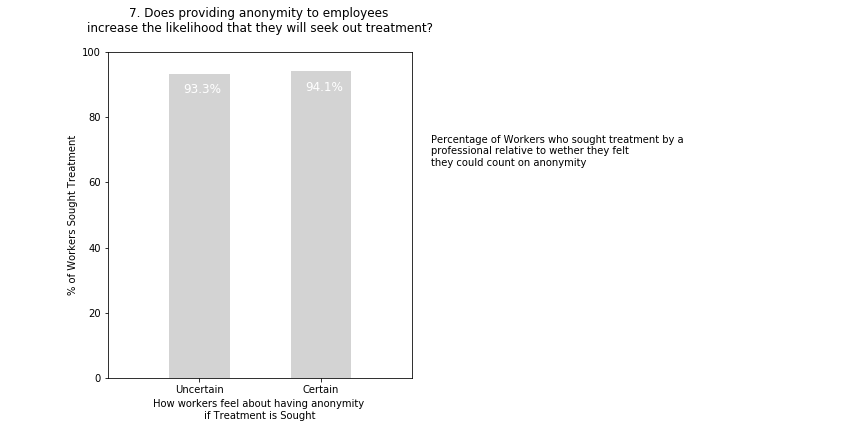 7. Does providing anonymity to employees
increase the likelihood that they will seek out treatment?
100
80
60
40
20
0
% of Workers Sought Treatment
93.3%
94.1%
Uncertain
Certain
How workers feel about having anonymity
if Treatment is Sought
Percentage of Workers who sought treatment by a
professional relative to wether they felt
they could count on anonymity